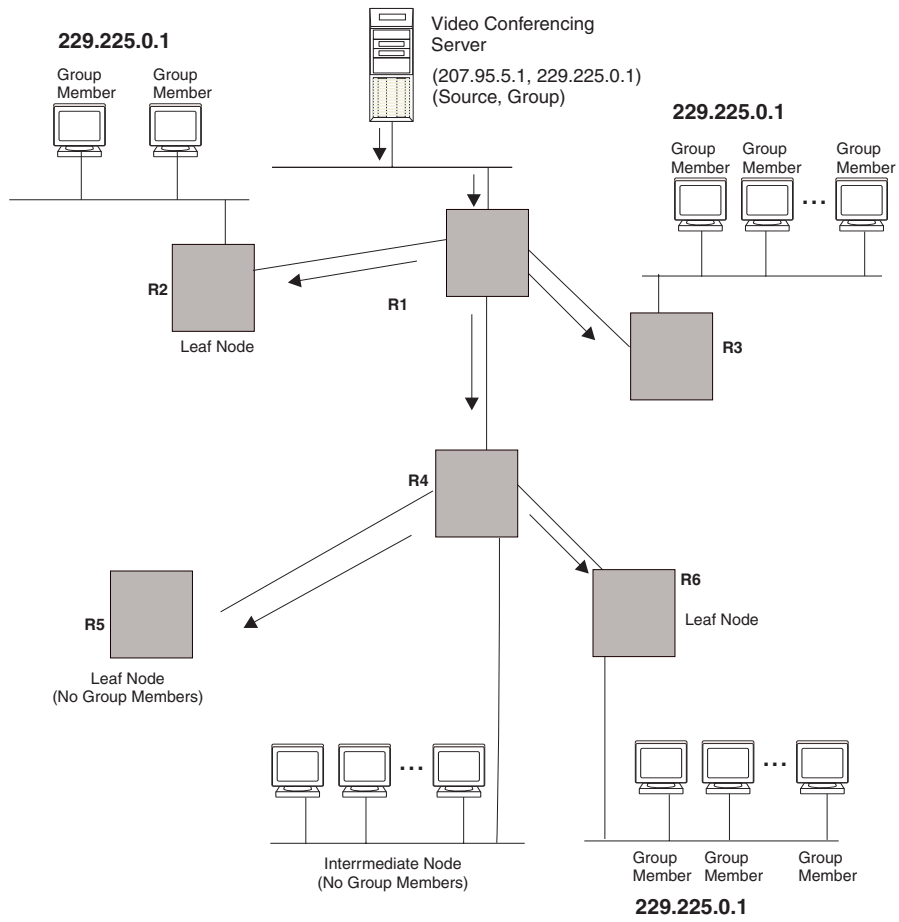 Video Conferencing
Server
(207.95.5.1, 229.225.0.1)
(Source, Group)
229.225.0.1
Group
Member
Group
Member
229.225.0.1
Group
Member
Group
Member
Group
Member
...
R2
Leaf Node
R1
R3
R4
R5
Leaf Node
(No Group Members)
R6
Leaf Node
...
Interrmediate Node
(No Group Members)
...
Group
Member
Group
Member
Group
Member
229.225.0.1